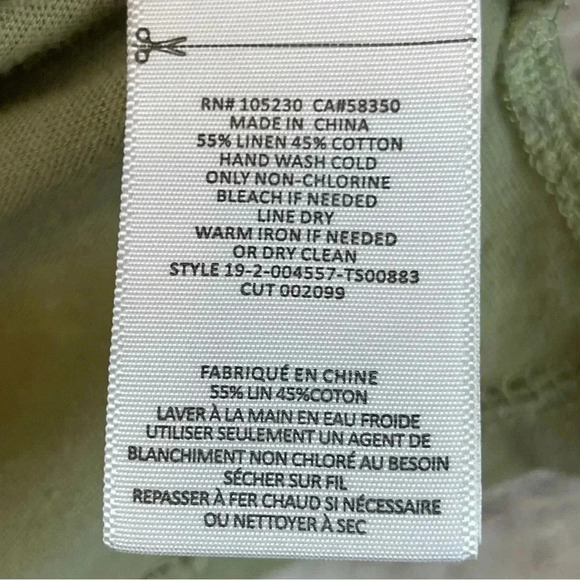 RN# 105230 CA#58350
MADE IN CHINA
55% LINEN 45% COTTON
HAND WASH COLD
ONLY NON-CHLORINE
BLEACH IF NEEDED
LINE DRY
WARM IRON IF NEEDED
OR DRY CLEAN
STYLE 19-2-004557-TS00883
CUT 002099
FABRIQUÉ EN CHINE
55% LIN 45%COTON
LAVER À LA MAIN EN EAU FROIDE
UTILISER SEULEMENT UN AGENT DE
BLANCHIMENT NON CHLORÉ AU BESOIN
SÉCHER SUR FIL
REPASSER À FER CHAUD SI NÉCESSAIRE
OU NETTOYER À SEC